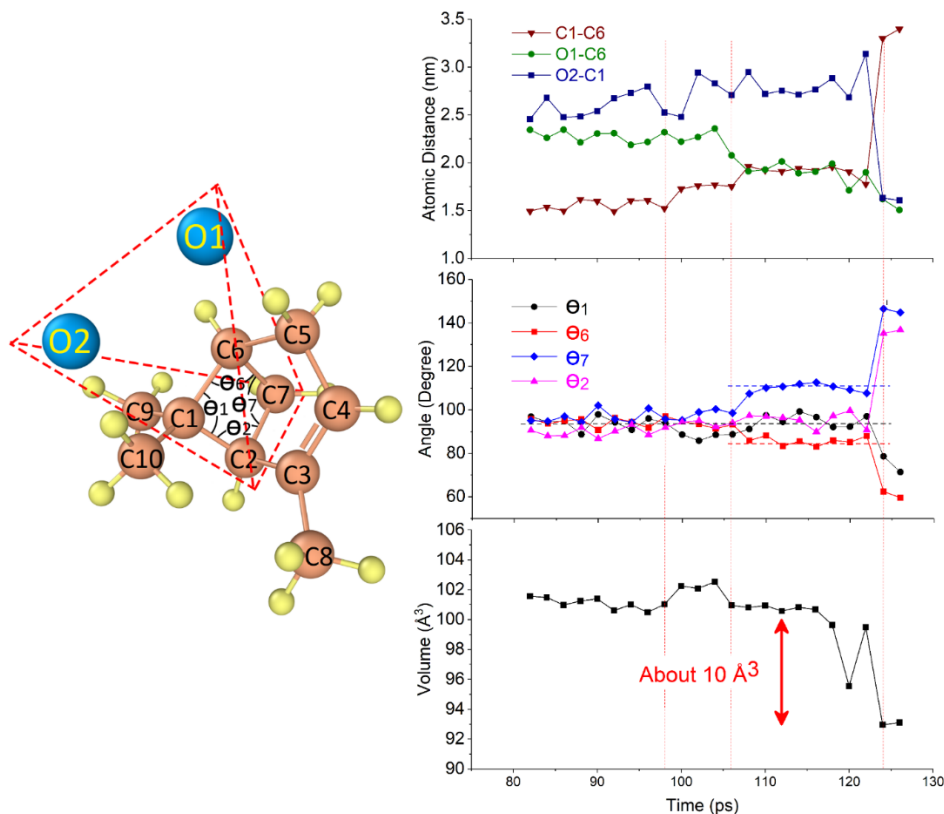 O1
O2
C5
C6
C7
C4
C9
C1
C10
C2
C3
C8
ϴ6
ϴ1
ϴ7
ϴ2
3.5
3.0
2.5
2.0
1.5
1.0
Atomic Distance (nm)
C1-C6
O1-C6
O2-C1
160
140
120
100
80
60
Angle (Degree)
ϴ1
ϴ6
ϴ7
ϴ2
106
104
102
100
98
96
94
92
90
Volume (Å3)
About 10 Å3
80
90
100
110
120
130
Time (ps)